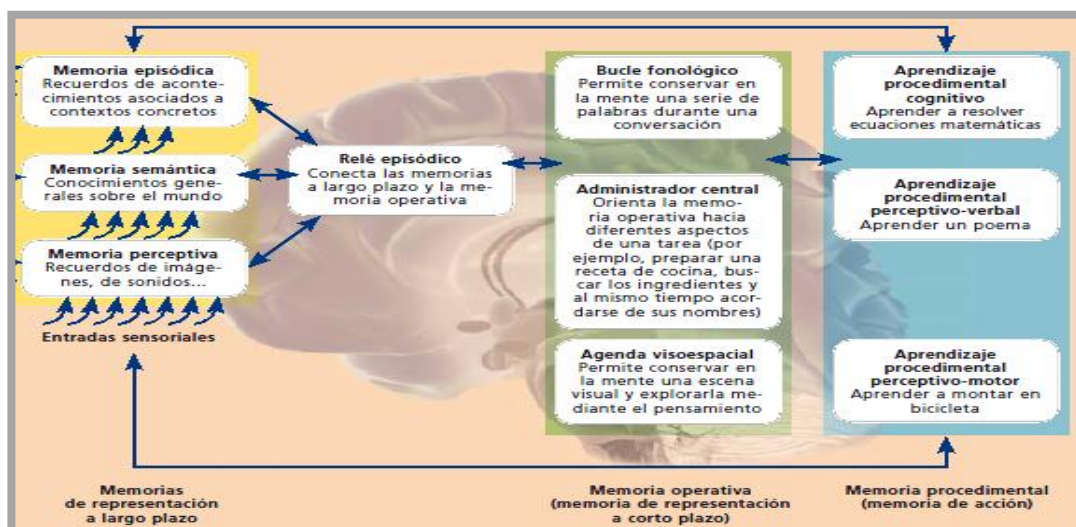 Memoria episódica
Recuerdos de aconte-
cimientos asociados a
contextos concretos
Memoria semántica
Conocimientos gene-
rales sobre el mundo
Memoria perceptiva
Recuerdos de imáge-
nes, de sonidos...
Entradas sensoriales
Relé episódico
Conecta las memorias
a largo plazo y la me-
moria operativa
Bucle fonológico
Permite conservar en
la mente una serie de
palabras durante una
conversación
Administrador central
Orienta la memo-
ria operativa hacia
diferentes aspectos
de una tarea (por
ejemplo, preparar una
receta de cocina, bus-
car los ingredientes y
al mismo tiempo acor-
darse de sus nombres)
Agenda visoespacial
Permite conservar en
la mente una escena
visual y explorarla me-
diante el pensamiento
Aprendizaje
procedimental
cognitivo
Aprender a resolver
ecuaciones matemáticas
Aprendizaje
procedimental
perceptivo-verbal
Aprender un poema
Aprendizaje
procedimental
perceptivo-motor
Aprender a montar en
bicicleta
Memorias
de representación
a largo plazo
Memoria operativa
(memoria de representación
a corto plazo)
Memoria procedimental
(memoria de acción)